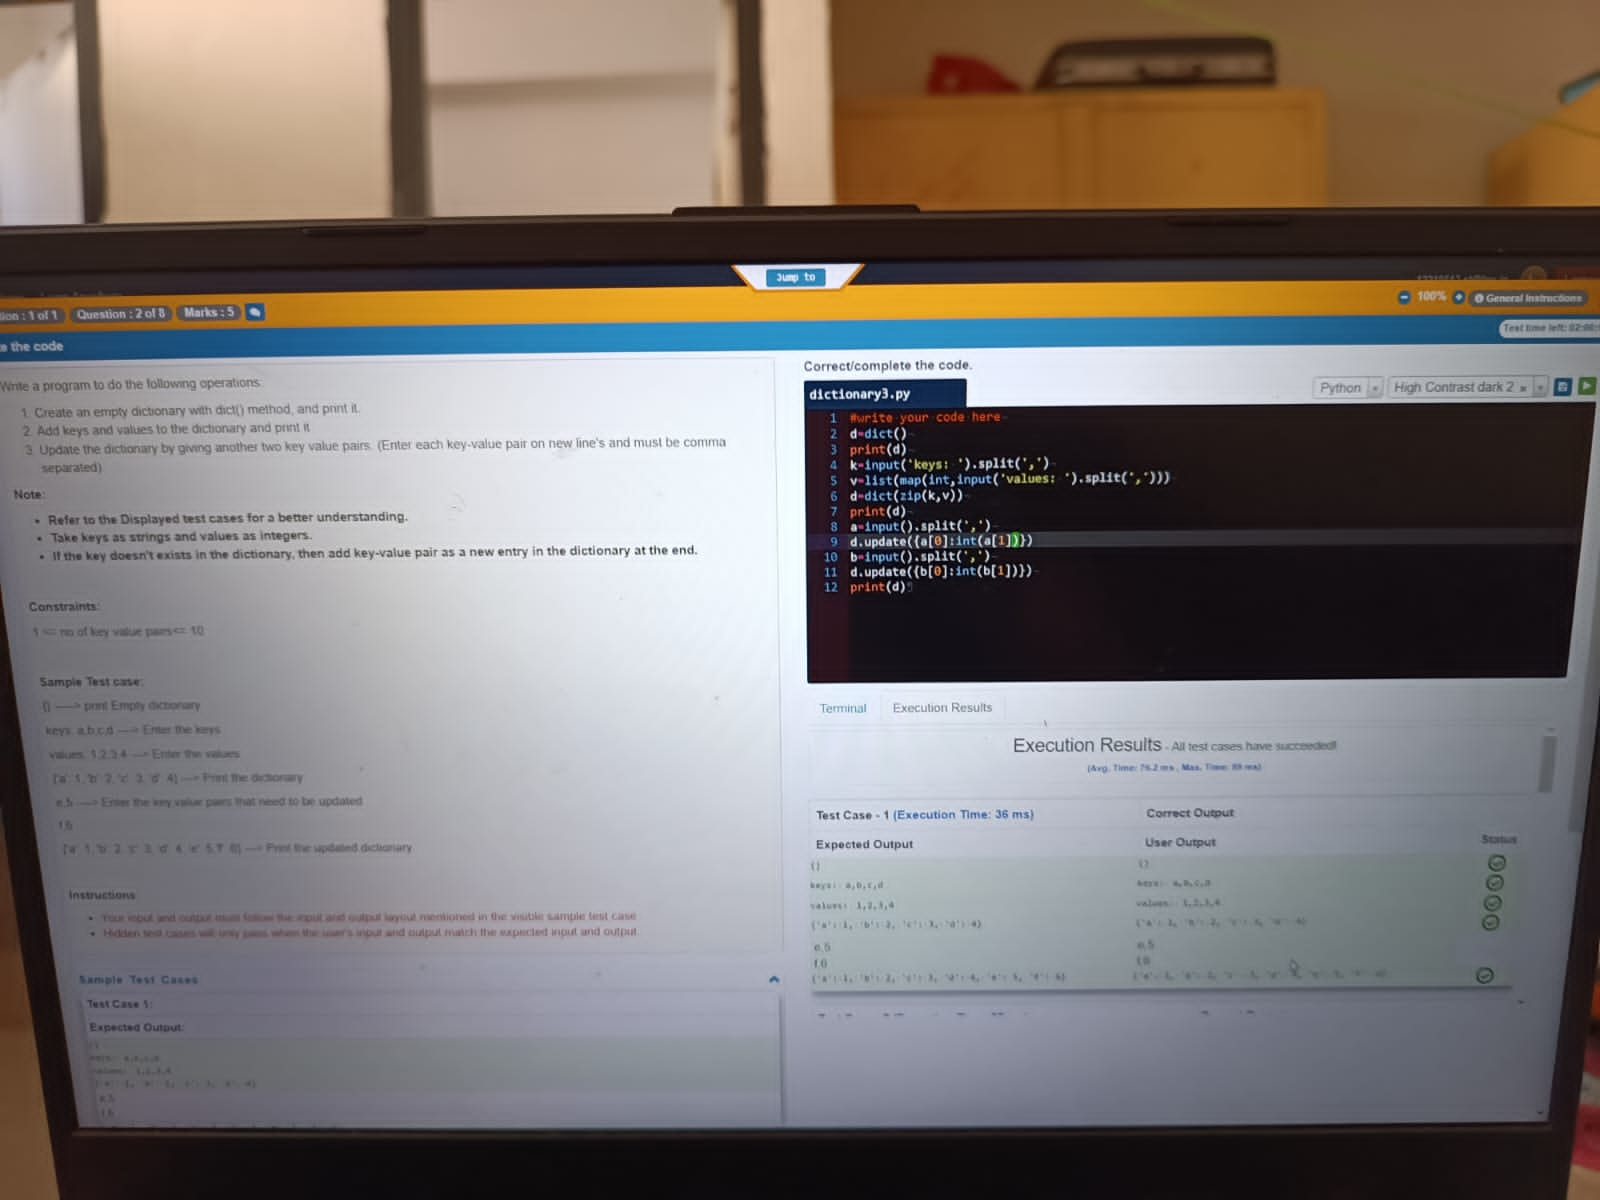 Jump to
100% General Instructions
ion : 1 of 1 Question : 2 of 8 Marks : 5
Test time left: 02:
e the code
Write a program to do the following operations:
1. Create an empty dictionary with dict() method, and print it.
2. Add keys and values to the dictionary and print it
3. Update the dictionary by giving another two key value pairs. (Enter each key-value pair on new line's and must be comma
separated)
Note:
• Refer to the Displayed test cases for a better understanding.
• Take keys as strings and values as integers.
• If the key doesn't exists in the dictionary, then add key-value pair as a new entry in the dictionary at the end.
Constraints:
1 <= no of key value pairs<= 10
Sample Test case:
{} ----> print Empty dictionary
keys: a,b,c,d ---> Enter the keys
values: 1,2,3,4 ---> Enter the values
{'a': 1, 'b': 2, 'c': 3, 'd': 4} ---> Print the dictionary
e,5 ----> Enter the key value pairs that need to be updated
f,6
{'a': 1, 'b': 2, 'c': 3, 'd': 4, 'e': 5, 'f': 6} ---> Print the updated dictionary
Instructions:
• Your input and output must follow the input and output layout mentioned in the visible sample test case.
• Hidden test cases will only pass when the user's input and output match the expected input and output.
Sample Test Cases
Test Case 1:
Expected Output:
{}
keys: a,b,c,d
values: 1,2,3,4
{'a': 1, 'b': 2, 'c': 3, 'd': 4}
e,5
f,6
Correct/complete the code.
dictionary3.py
Python High Contrast dark 2
1 #write your code here
2 d=dict()
3 print(d)
4 k=input('keys: ').split(',')
5 v=list(map(int,input('values: ').split(',')))
6 d=dict(zip(k,v))
7 print(d)
8 a=input().split(',')
9 d.update({a[0]:int(a[1])})
10 b=input().split(',')
11 d.update({b[0]:int(b[1])})
12 print(d)
Terminal Execution Results
Execution Results - All test cases have succeeded!
(Avg. Time: 76.2 ms, Max. Time: 89 ms)
Test Case - 1 (Execution Time: 36 ms) Correct Output
Expected Output User Output Status
{} {}
keys: a,b,c,d keys: a,b,c,d
values: 1,2,3,4 values: 1,2,3,4
{'a': 1, 'b': 2, 'c': 3, 'd': 4} {'a': 1, 'b': 2, 'c': 3, 'd': 4}
e,5 e,5
f,6 f,6
{'a': 1, 'b': 2, 'c': 3, 'd': 4, 'e': 5, 'f': 6} {'a': 1, 'b': 2, 'c': 3, 'd': 4, 'e': 5, 'f': 6}